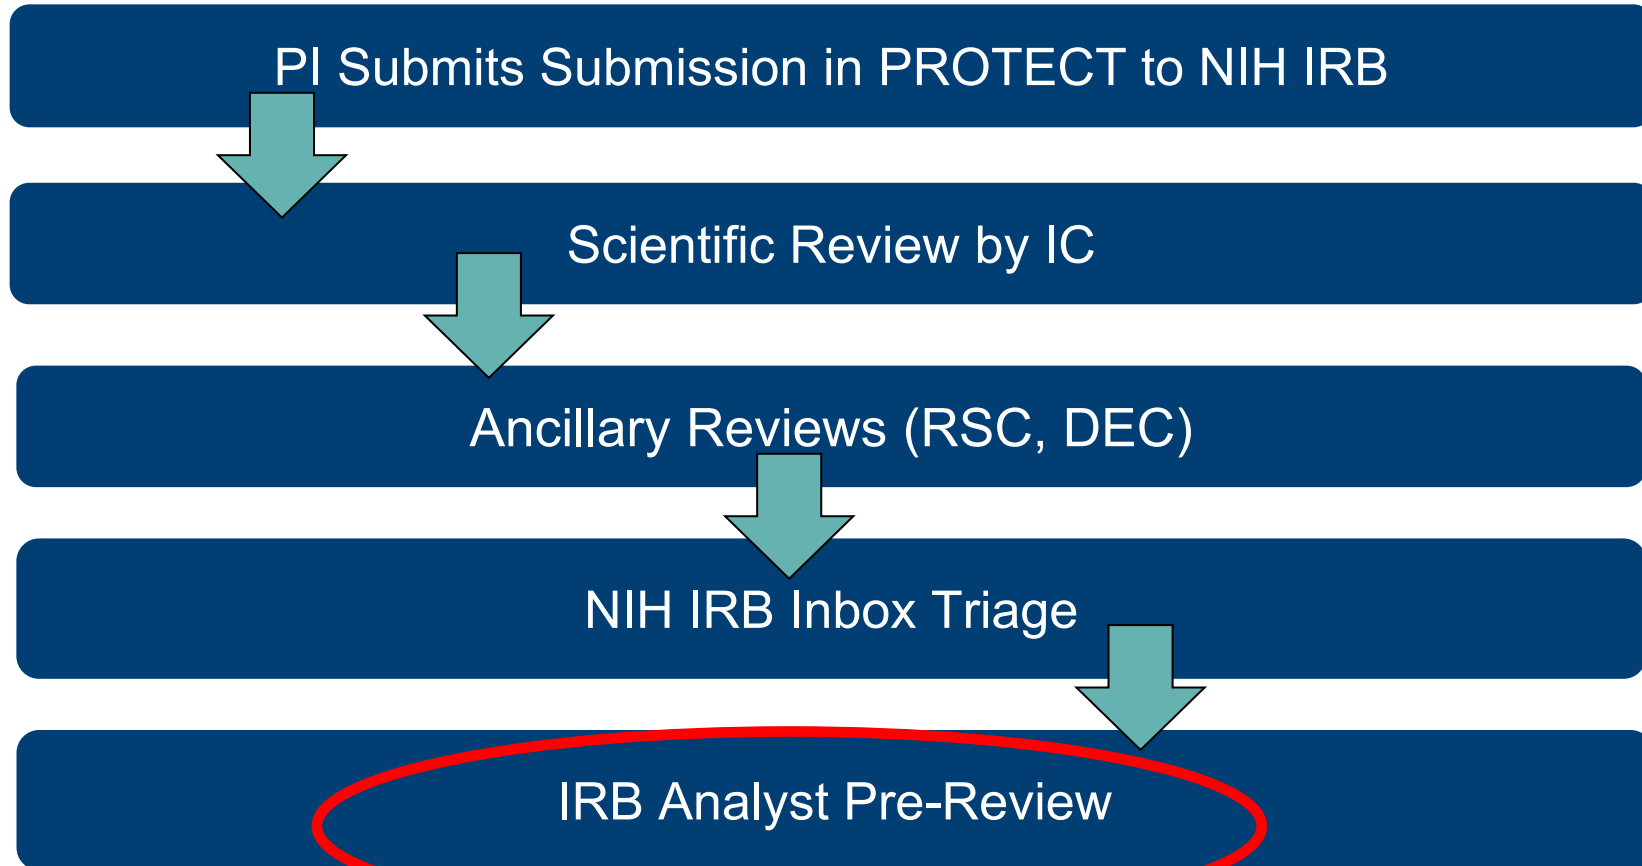 PI Submits Submission in PROTECT to NIH IRB
Scientific Review by IC
Ancillary Reviews (RSC, DEC)
NIH IRB Inbox Triage
IRB Analyst Pre-Review